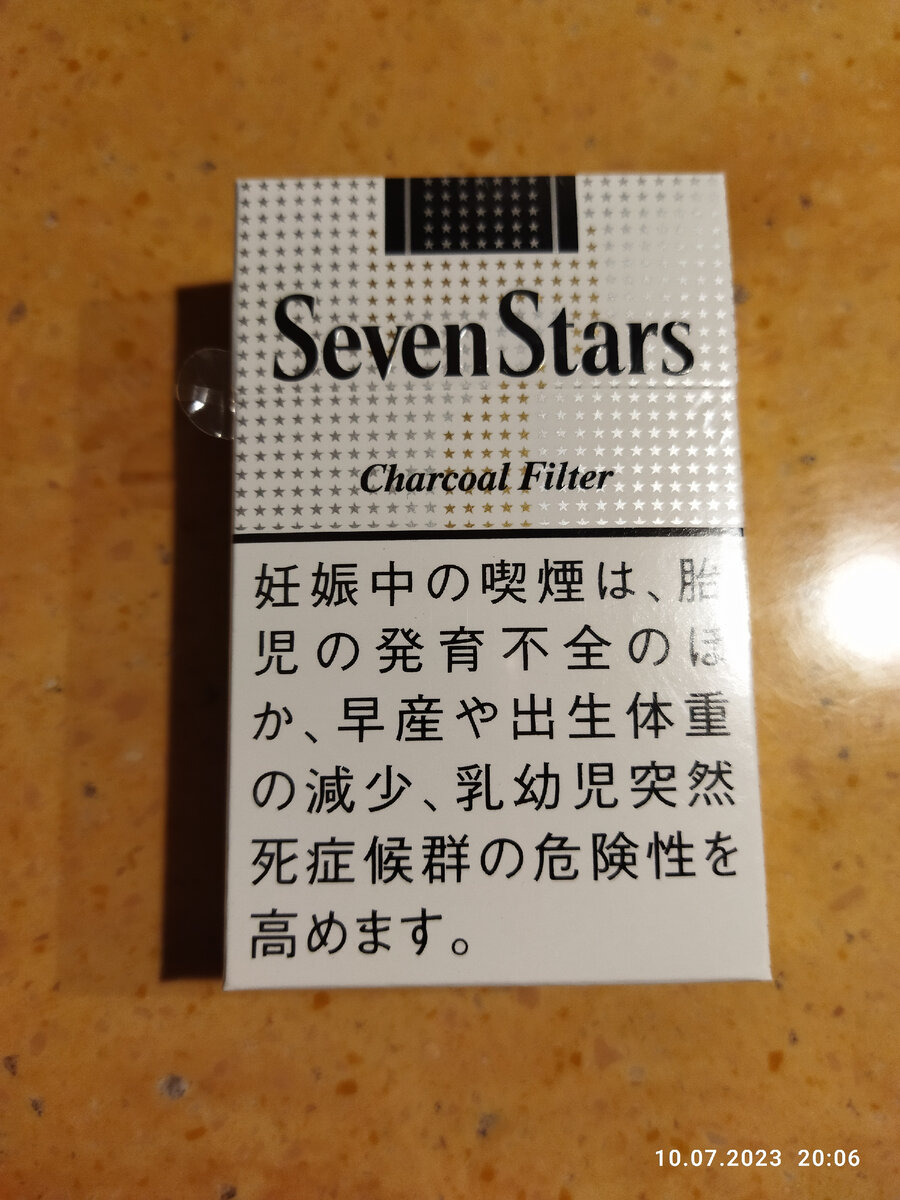 Seven Stars
Charcoal Filter
妊娠中の喫煙は、胎
児の発育不全のほ
か、早産や出生体重
の減少、乳幼児突然
死症候群の危険性を
高めます。
10.07.2023 20:06